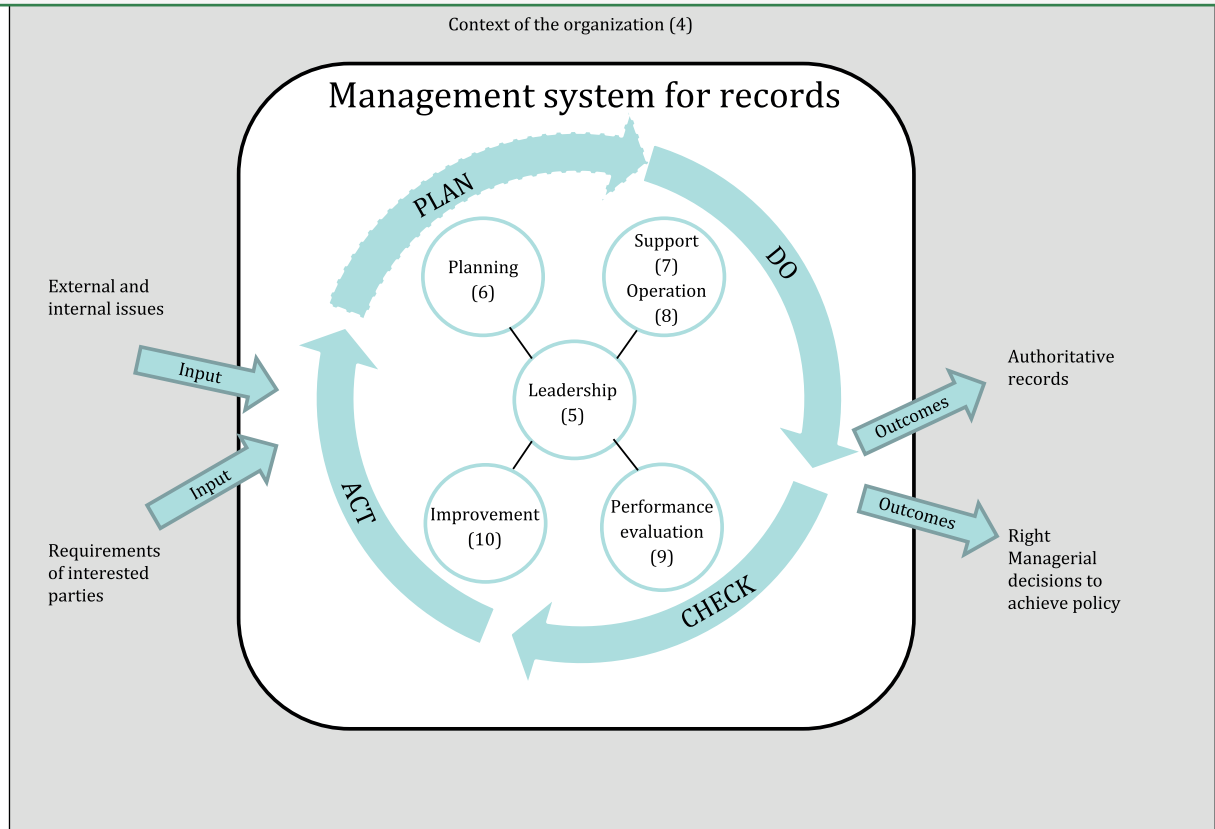 Context of the organization (4)
Management system for records
PLAN
DO
CHECK
ACT
Planning
(6)
Support
(7)
Operation
(8)
Leadership
(5)
Improvement
(10)
Performance
evaluation
(9)
External and
internal issues
Input
Input
Requirements
of interested
parties
Outcomes
Authoritative
records
Outcomes
Right
Managerial
decisions to
achieve policy